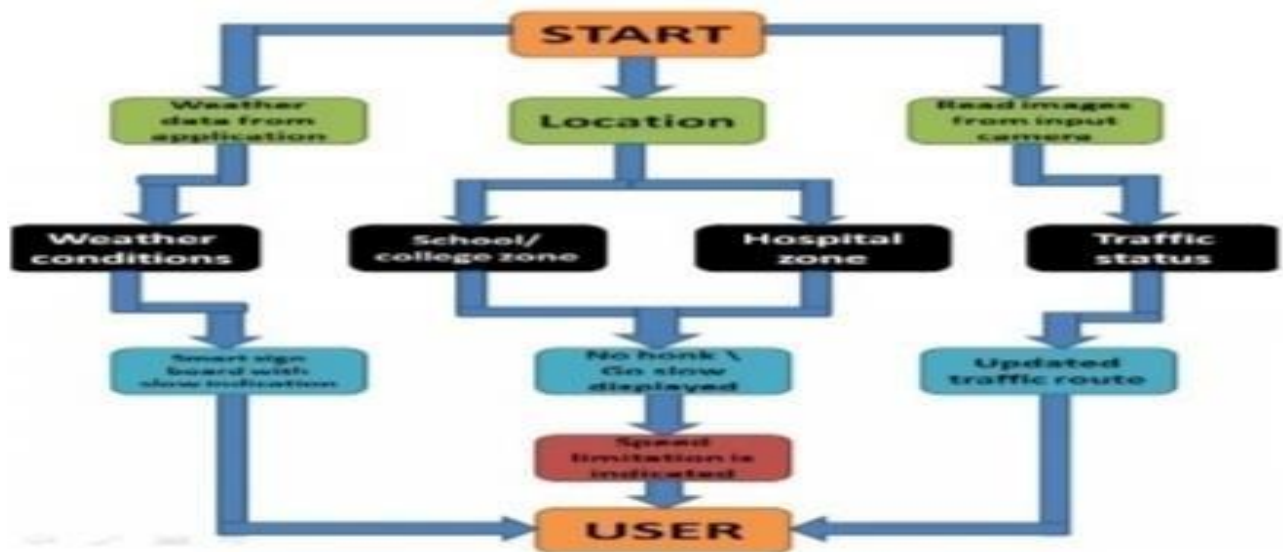 START
Weather
data from
application
Location
Read images
from input
camera
Weather
conditions
School/
college zone
Hospital
zone
Traffic
status
Smart sign
board with
slow indication
No honk \
Go slow
displayed
Updated
traffic route
Speed
limitation is
indicated
USER